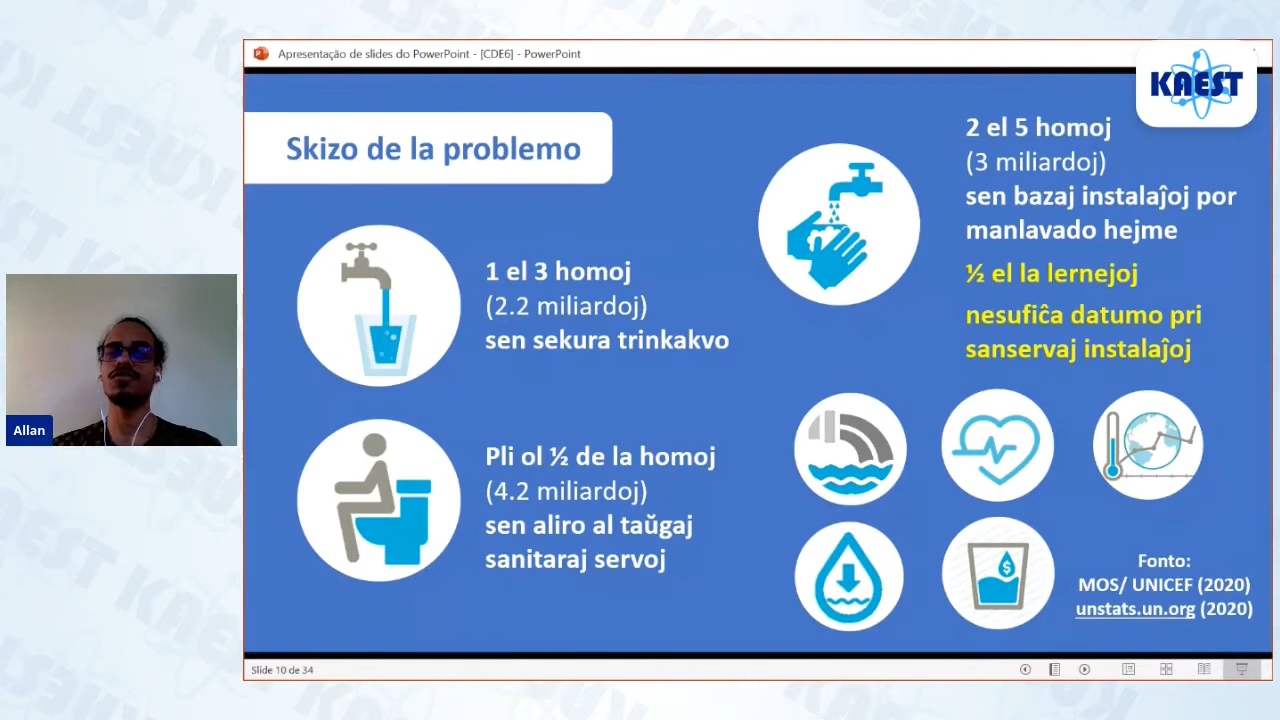 Apresentação de slides do PowerPoint - [CDE6] - PowerPoint
KAEST
Skizo de la problemo
1 el 3 homoj
(2.2 miliardoj)
sen sekura trinkakvo
Pli ol ½ de la homoj
(4.2 miliardoj)
sen aliro al taŭgaj
sanitaraj servoj
2 el 5 homoj
(3 miliardoj)
sen bazaj instalaĵoj por
manlavado hejme
½ el la lernejoj
nesufiĉa datumo pri
sanservaj instalaĵoj
$
Fonto:
MOS/ UNICEF (2020)
unstats.un.org (2020)
Allan
Slide 10 de 34